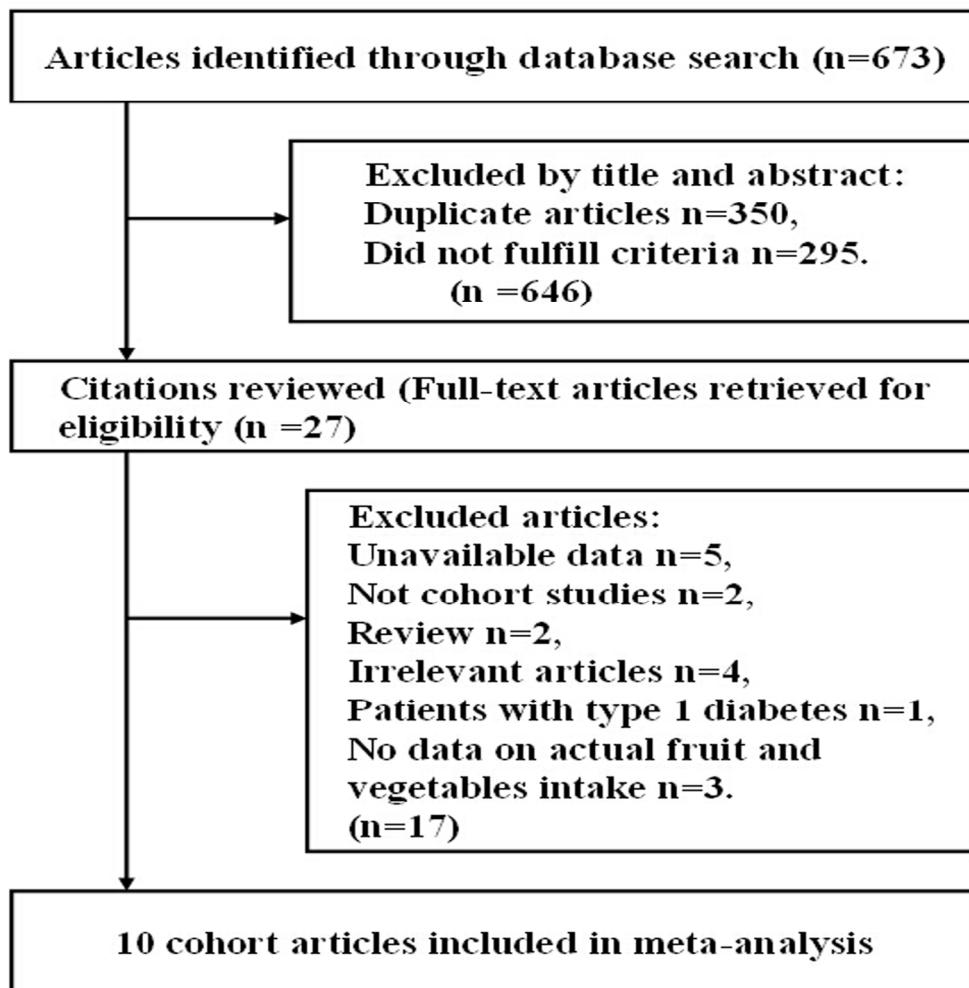 Articles identified through database search (n=673)
Excluded by title and abstract:
Duplicate articles n=350,
Did not fulfill criteria n=295.
(n =646)
Citations reviewed (Full-text articles retrieved for
eligibility (n =27)
Excluded articles:
Unavailable data n=5,
Not cohort studies n=2,
Review n=2,
Irrelevant articles n=4,
Patients with type 1 diabetes n=1,
No data on actual fruit and
vegetables intake n=3.
(n=17)
10 cohort articles included in meta-analysis